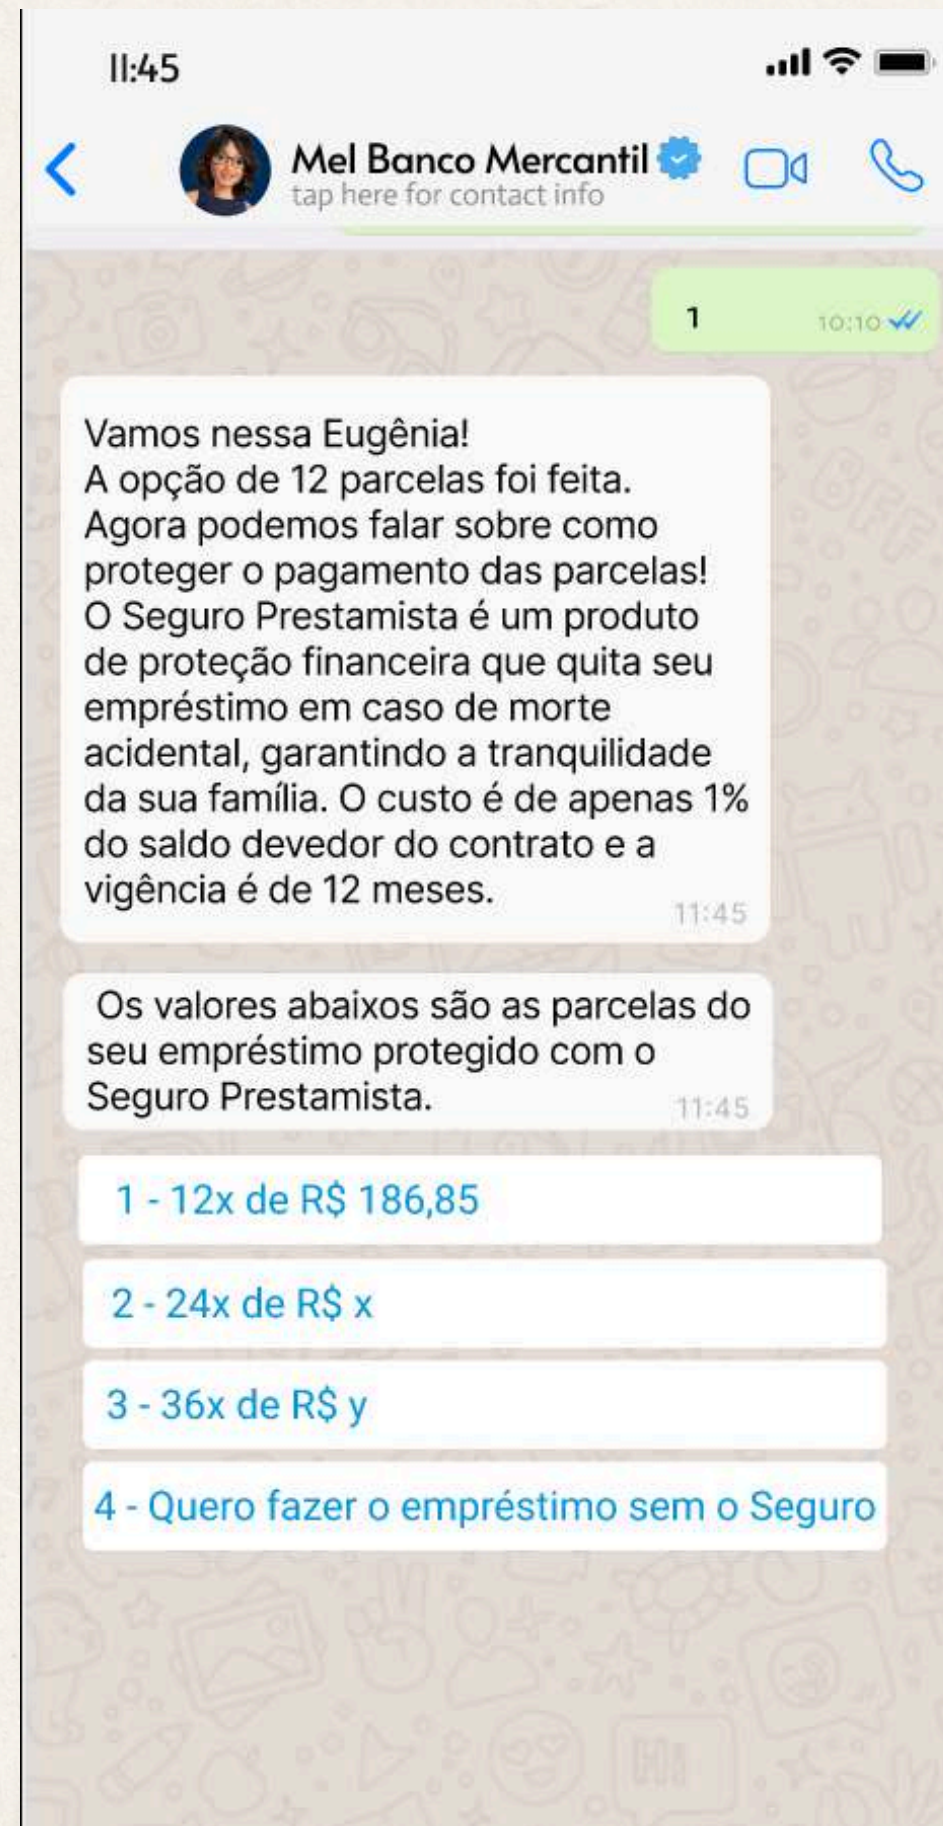 11:45
Mel Banco Mercantil
tap here for contact info
1
10:10
Vamos nessa Eugênia!
A opção de 12 parcelas foi feita.
Agora podemos falar sobre como
proteger o pagamento das parcelas!
O Seguro Prestamista é um produto
de proteção financeira que quita seu
empréstimo em caso de morte
acidental, garantindo a tranquilidade
da sua família. O custo é de apenas 1%
do saldo devedor do contrato e a
vigência é de 12 meses.
11:45
Os valores abaixos são as parcelas do
seu empréstimo protegido com o
Seguro Prestamista.
11:45
1 - 12x de R$ 186,85
2 - 24x de R$ x
3 - 36x de R$ y
4 - Quero fazer o empréstimo sem o Seguro